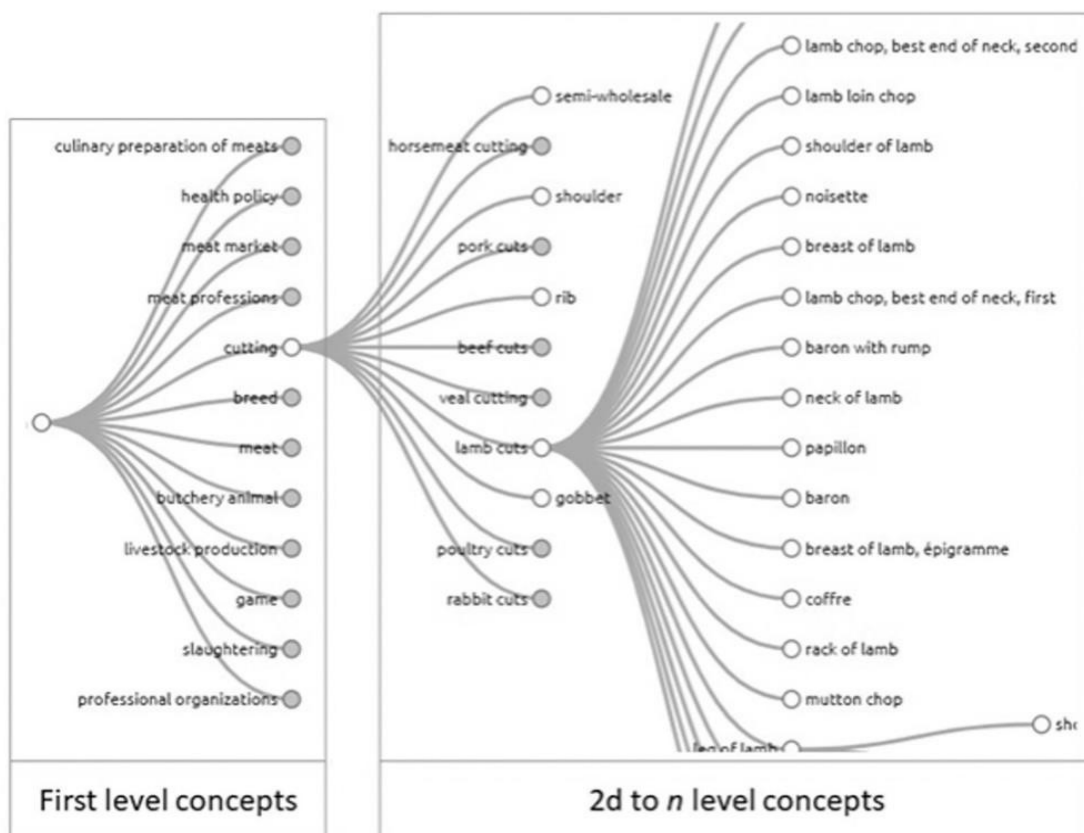 culinary preparation of meats
health policy
meat market
meat professions
cutting
breed
meat
butchery animal
livestock production
game
slaughtering
professional organizations
First level concepts
semi-wholesale
horsemeat cutting
shoulder
pork cuts
rib
beef cuts
veal cutting
lamb cuts
gobbet
poultry cuts
rabbit cuts
lamb chop, best end of neck, second
lamb loin chop
shoulder of lamb
noisette
breast of lamb
lamb chop, best end of neck, first
baron with rump
neck of lamb
papillon
baron
breast of lamb, épigramme
coffre
rack of lamb
mutton chop
leg of lamb
2d to n level concepts